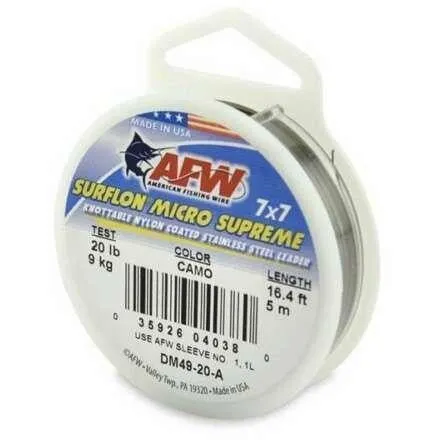 MADE IN USA
AFW
AMERICAN FISHING WIRE
7x7
SURFLON MICRO SUPREME
KNOTTABLE NYLON COATED STAINLESS STEEL LEADER
TEST
20 lb
9 kg
COLOR
CAMO
LENGTH
16.4 ft
5 m
0 35926 04038 0
USE AFW SLEEVE NO. 1, 1L
DM49-20-A
©AFW • Valley Twp., PA 19320 • Made in USA